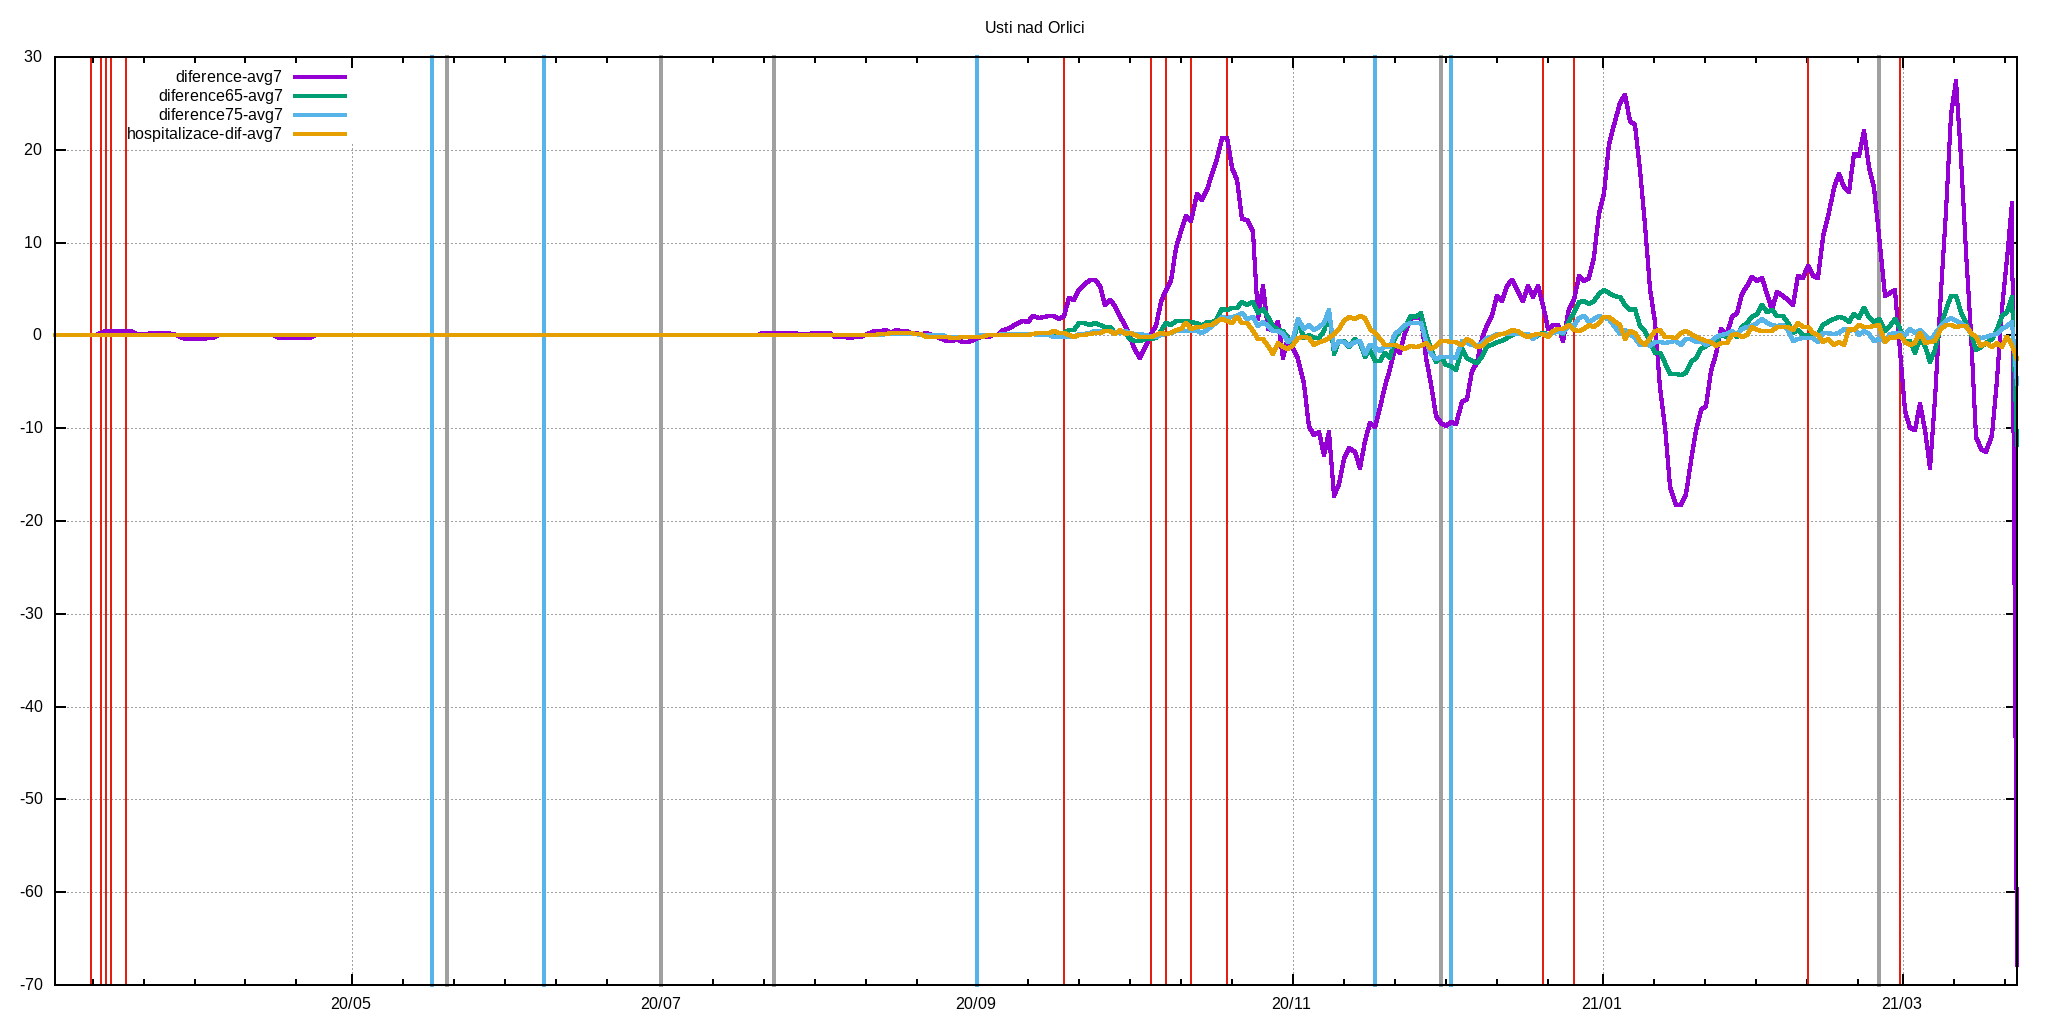 Usti nad Orlici
diference-avg7
diference65-avg7
diference75-avg7
hospitalizace-dif-avg7
30
20
10
0
-10
-20
-30
-40
-50
-60
-70
20/05 20/07 20/09 20/11 21/01 21/03